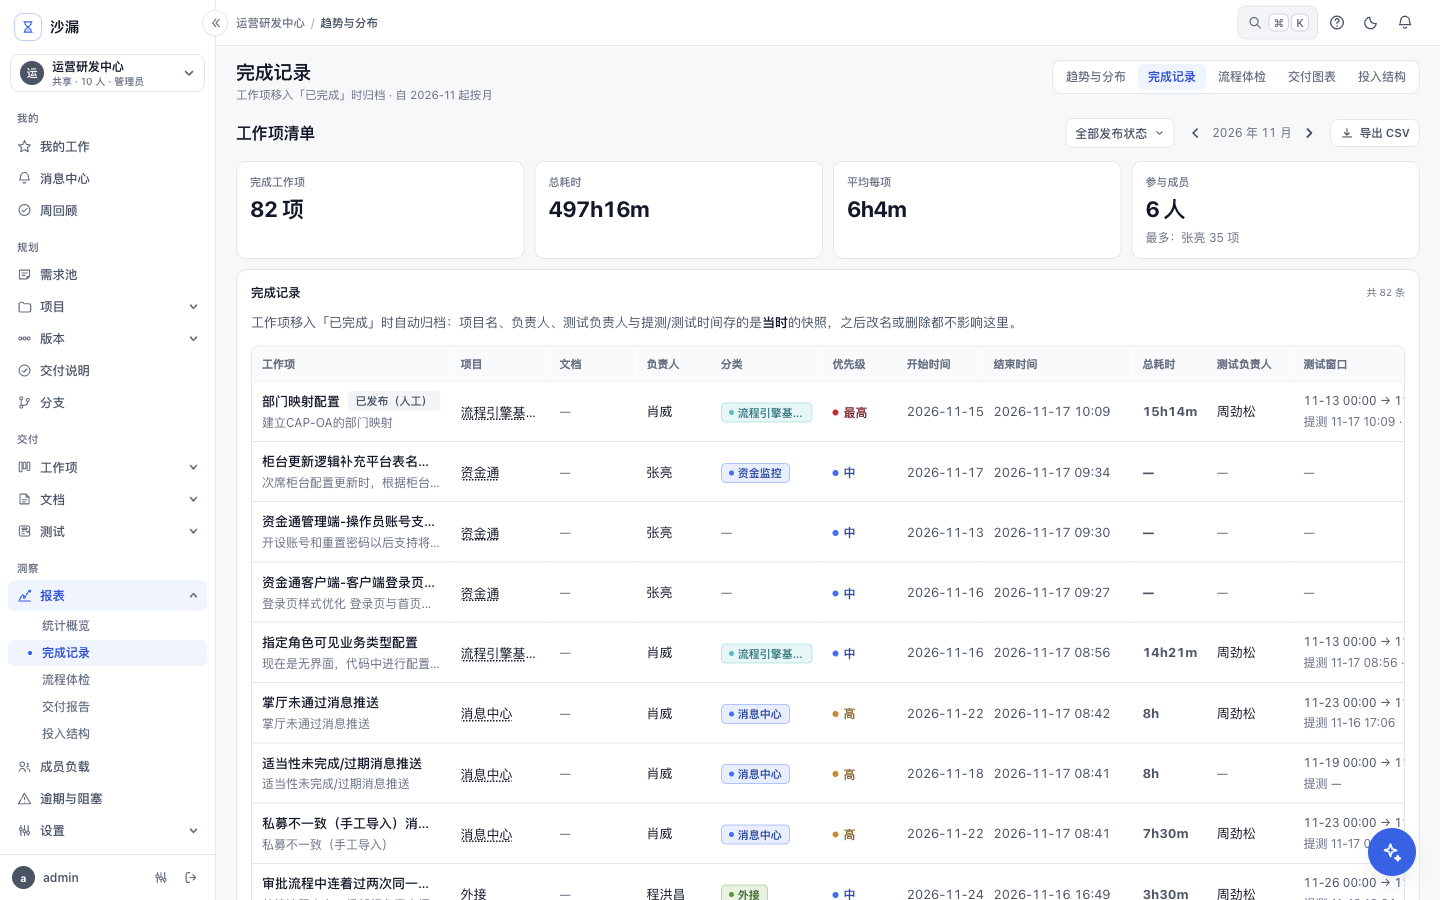 沙漏
运
运营研发中心
共享 · 10 人 · 管理员
我的
我的工作
消息中心
周回顾
规划
需求池
项目
版本
交付说明
分支
交付
工作项
文档
测试
洞察
报表
统计概览
完成记录
流程体检
交付报告
投入结构
成员负载
逾期与阻塞
设置
a admin
运营研发中心 / 趋势与分布
⌘ K
完成记录
工作项移入「已完成」时归档 · 自 2026-11 起按月
趋势与分布 完成记录 流程体检 交付图表 投入结构
工作项清单
全部发布状态 2026 年 11 月 导出 CSV
完成工作项
82 项
总耗时
497h16m
平均每项
6h4m
参与成员
6 人
最多：张亮 35 项
完成记录
共 82 条
工作项移入「已完成」时自动归档：项目名、负责人、测试负责人与提测/测试时间存的是当时的快照，之后改名或删除都不影响这里。
工作项 项目 文档 负责人 分类 优先级 开始时间 结束时间 总耗时 测试负责人 测试窗口
部门映射配置 已发布（人工） 流程引擎基... — 肖威 流程引擎基... 最高 2026-11-15 2026-11-17 10:09 15h14m 周劲松 11-13 00:00 →
建立CAP-OA的部门映射 提测 11-17 10:09 ·
柜台更新逻辑补充平台表名... 资金通 — 张亮 资金监控 中 2026-11-17 2026-11-17 09:34 — — —
次席柜台配置更新时，根据柜台...
资金通管理端-操作员账号支... 资金通 — 张亮 — 中 2026-11-13 2026-11-17 09:30 — — —
开设账号和重置密码以后支持将...
资金通客户端-客户端登录页... 资金通 — 张亮 — 中 2026-11-16 2026-11-17 09:27 — — —
登录页样式优化 登录页与首页...
指定角色可见业务类型配置 流程引擎基... — 肖威 流程引擎基... 中 2026-11-16 2026-11-17 08:56 14h21m 周劲松 11-13 00:00 →
现在是无界面，代码中进行配置... 提测 11-17 08:56 ·
掌厅未通过消息推送 消息中心 — 肖威 消息中心 高 2026-11-22 2026-11-17 08:42 8h 周劲松 11-23 00:00 →
掌厅未通过消息推送 提测 11-16 17:06
适当性未完成/过期消息推送 消息中心 — 肖威 消息中心 高 2026-11-18 2026-11-17 08:41 8h — 11-19 00:00 →
适当性未完成/过期消息推送 提测 —
私募不一致（手工导入）消... 消息中心 — 肖威 消息中心 高 2026-11-22 2026-11-17 08:41 7h30m 周劲松 11-23 00:00 →
私募不一致（手工导入） 提测 11-17
审批流程中连着过两次同一... 外接 — 程洪昌 外接 中 2026-11-24 2026-11-16 16:49 3h30m 周劲松 11-26 00:00 →